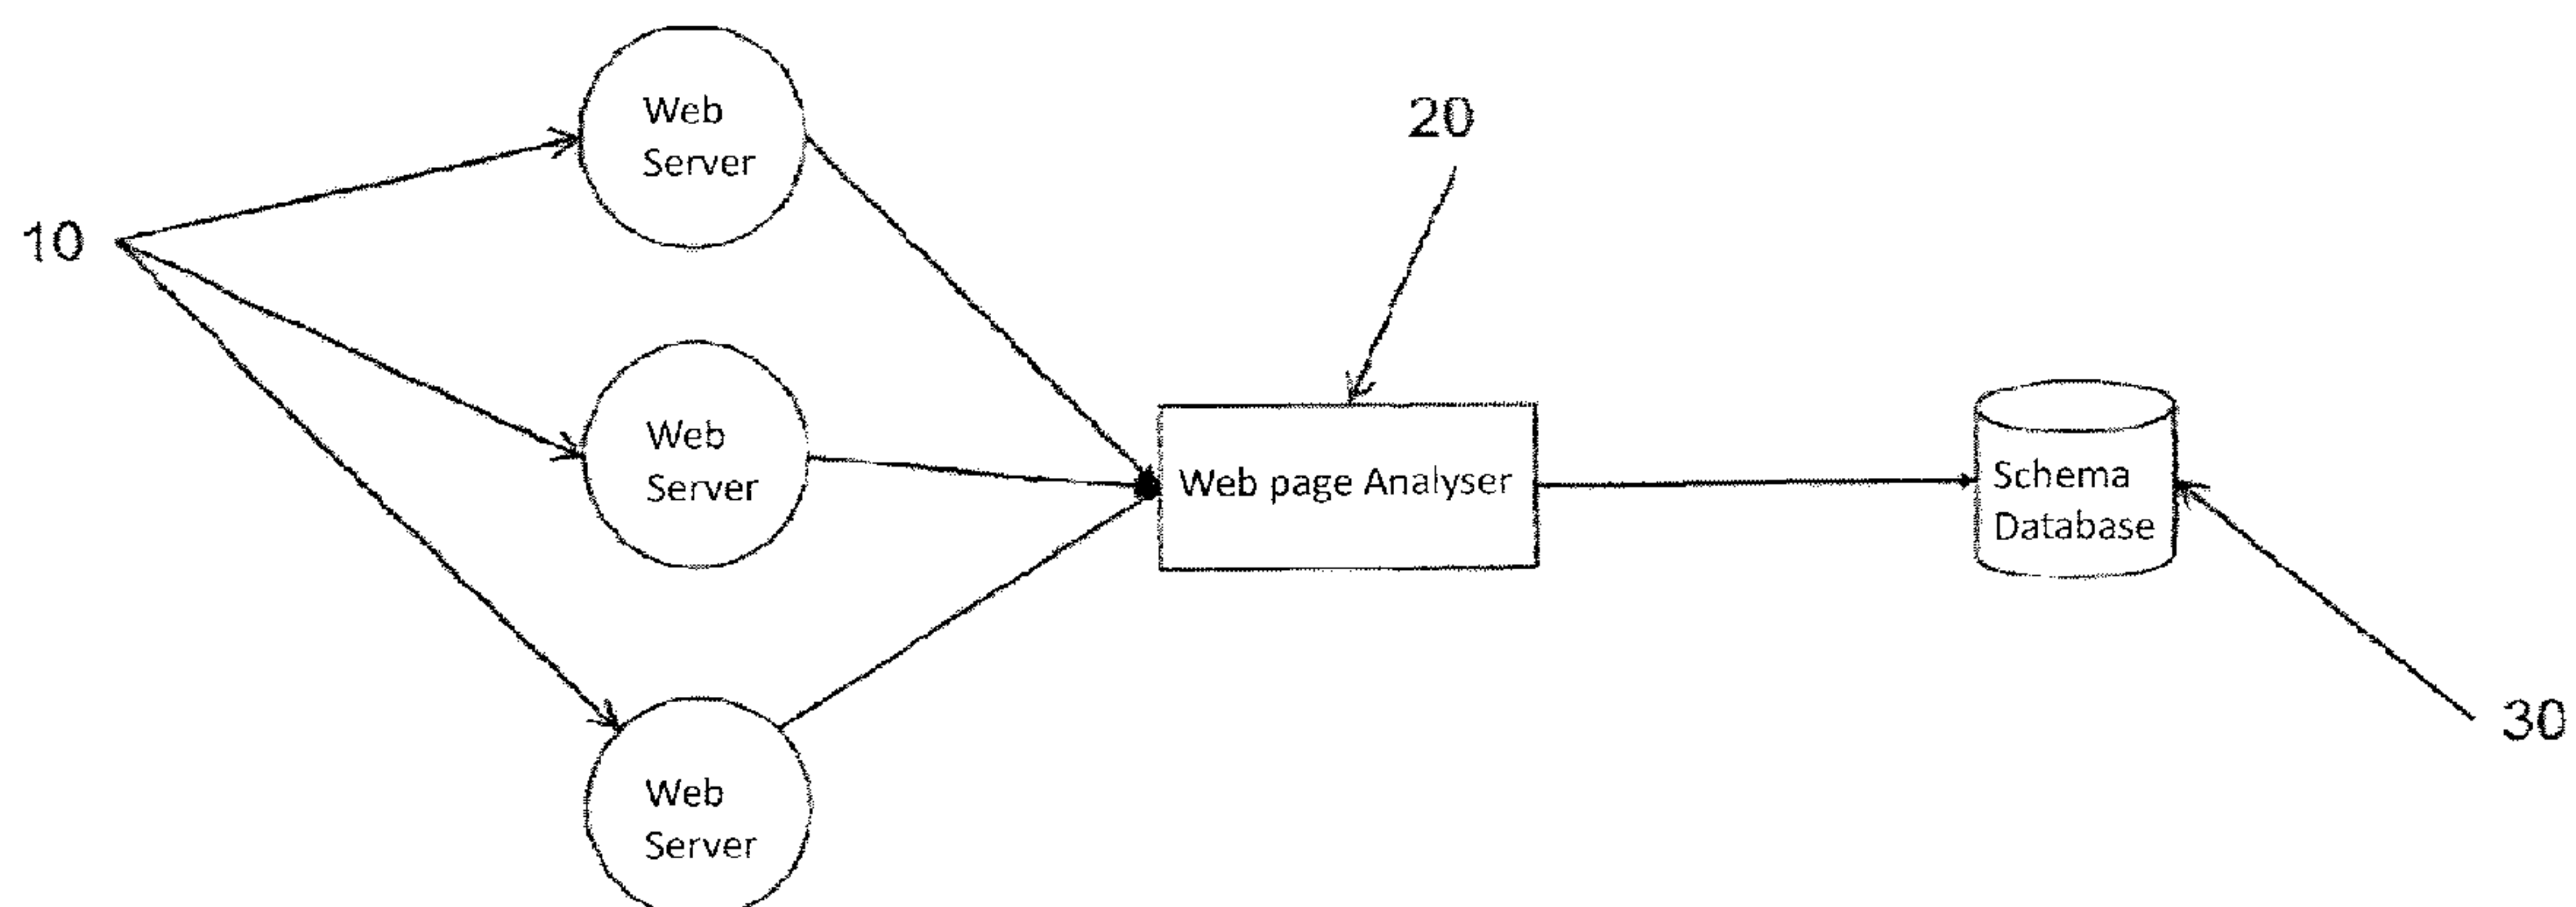 Web
Server
20
10
Web
Server
Web page Analyser
Schema
Database
30
Web
Server